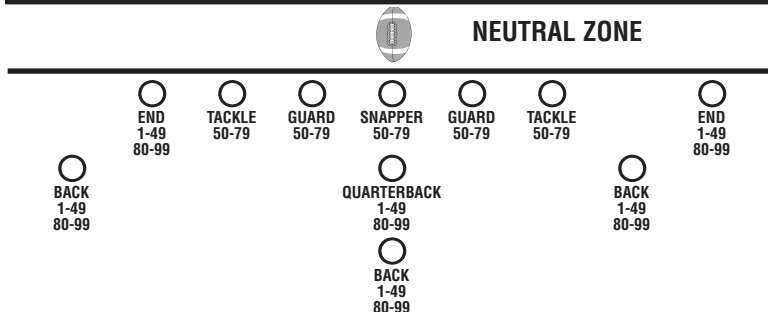 NEUTRAL ZONE
END
1-49
80-99
TACKLE
50-79
GUARD
50-79
SNAPPER
50-79
GUARD
50-79
TACKLE
50-79
END
1-49
80-99
BACK
1-49
80-99
QUARTERBACK
1-49
80-99
BACK
1-49
80-99
BACK
1-49
80-99